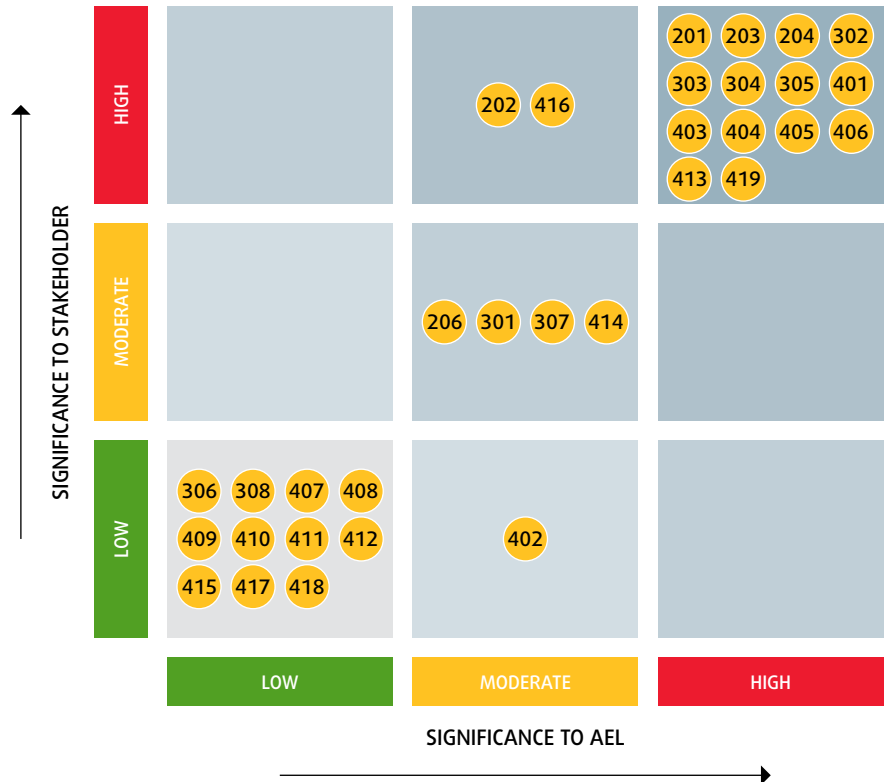 HIGH
201 203 204 302
303 304 305 401
202 416
403 404 405 406
413 419
SIGNIFICANCE TO STAKEHOLDER
MODERATE
206 301 307 414
LOW
306 308 407 408
409 410 411 412
402
415 417 418
LOW MODERATE HIGH
SIGNIFICANCE TO AEL